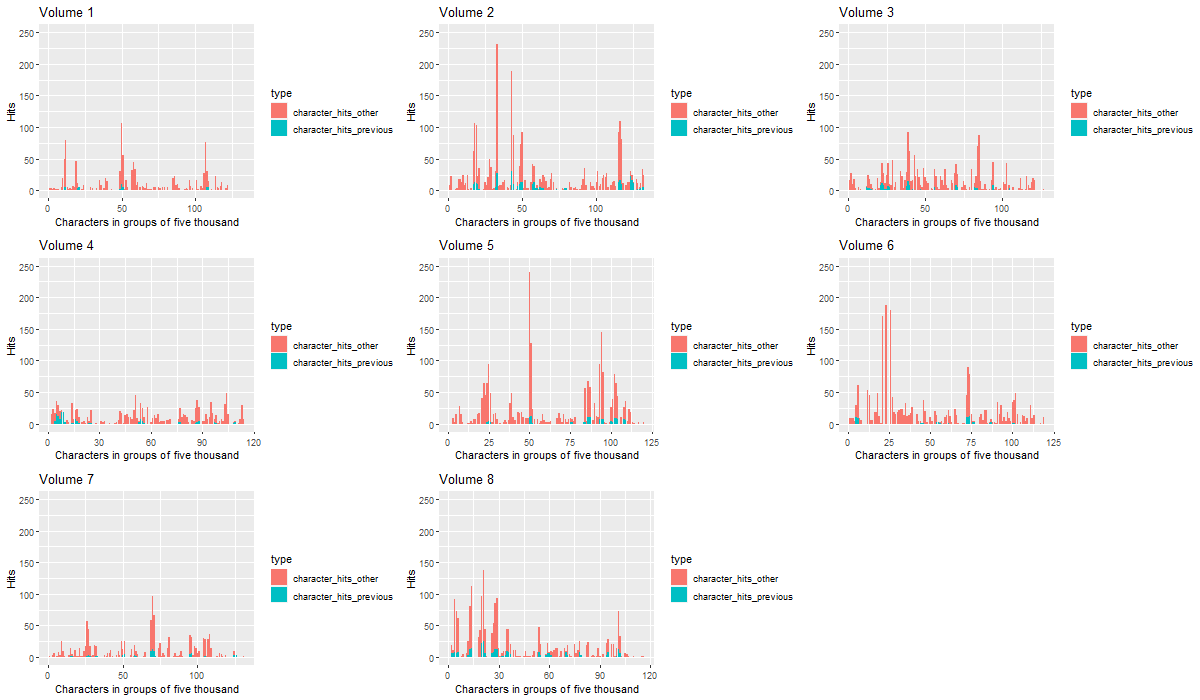 Volume 1
250
200
150
100
50
0
Hits
0 50 100
Characters in groups of five thousand
type
character_hits_other
character_hits_previous
Volume 2
250
200
150
100
50
0
Hits
0 50 100
Characters in groups of five thousand
type
character_hits_other
character_hits_previous
Volume 3
250
200
150
100
50
0
Hits
0 50 100
Characters in groups of five thousand
type
character_hits_other
character_hits_previous
Volume 4
250
200
150
100
50
0
Hits
0 30 60 90 120
Characters in groups of five thousand
type
character_hits_other
character_hits_previous
Volume 5
250
200
150
100
50
0
Hits
0 25 50 75 100 125
Characters in groups of five thousand
type
character_hits_other
character_hits_previous
Volume 6
250
200
150
100
50
0
Hits
0 25 50 75 100 125
Characters in groups of five thousand
type
character_hits_other
character_hits_previous
Volume 7
250
200
150
100
50
0
Hits
0 50 100
Characters in groups of five thousand
type
character_hits_other
character_hits_previous
Volume 8
250
200
150
100
50
0
Hits
0 30 60 90 120
Characters in groups of five thousand
type
character_hits_other
character_hits_previous